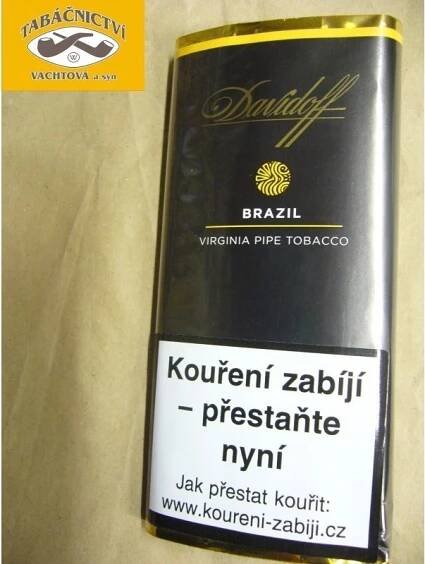 TABÁČNICTVÍ
W
VACHTOVÁ a syn
Davidoff
BRAZIL
VIRGINIA PIPE TOBACCO
Kouření zabíjí
– přestaňte
nyní
Jak přestat kouřit:
www.koureni-zabiji.cz